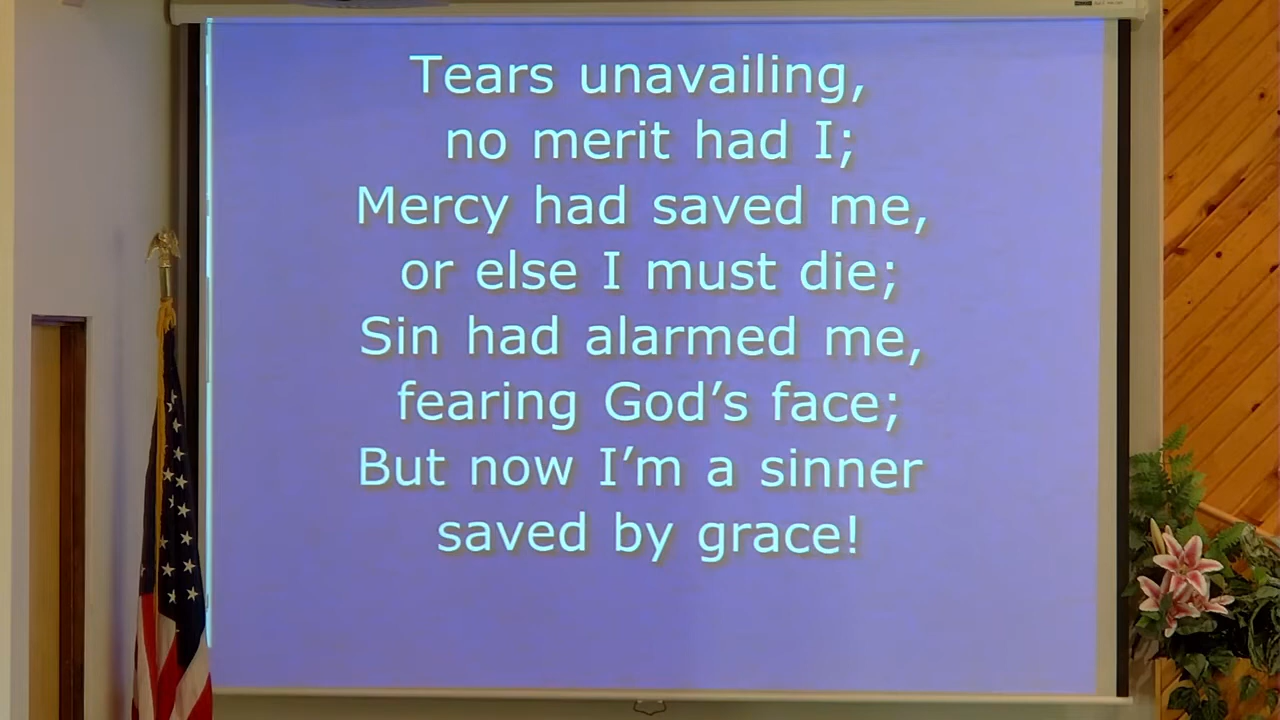 Tears unavailing,
no merit had I;
Mercy had saved me,
or else I must die;
Sin had alarmed me,
fearing God’s face;
But now I’m a sinner
saved by grace!